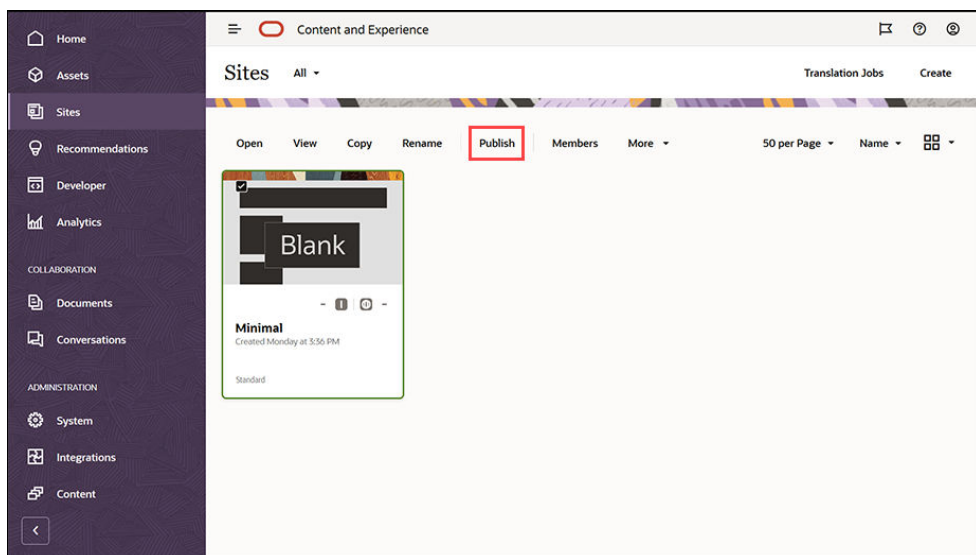 Home
Assets
Sites
Recommendations
Developer
Analytics
COLLABORATION
Documents
Conversations
ADMINISTRATION
System
Integrations
Content
Content and Experience
Sites All
Translation Jobs Create
Open View Copy Rename Publish Members More 50 per Page Name
Blank
Minimal
Created Monday at 3:36 PM
Standard